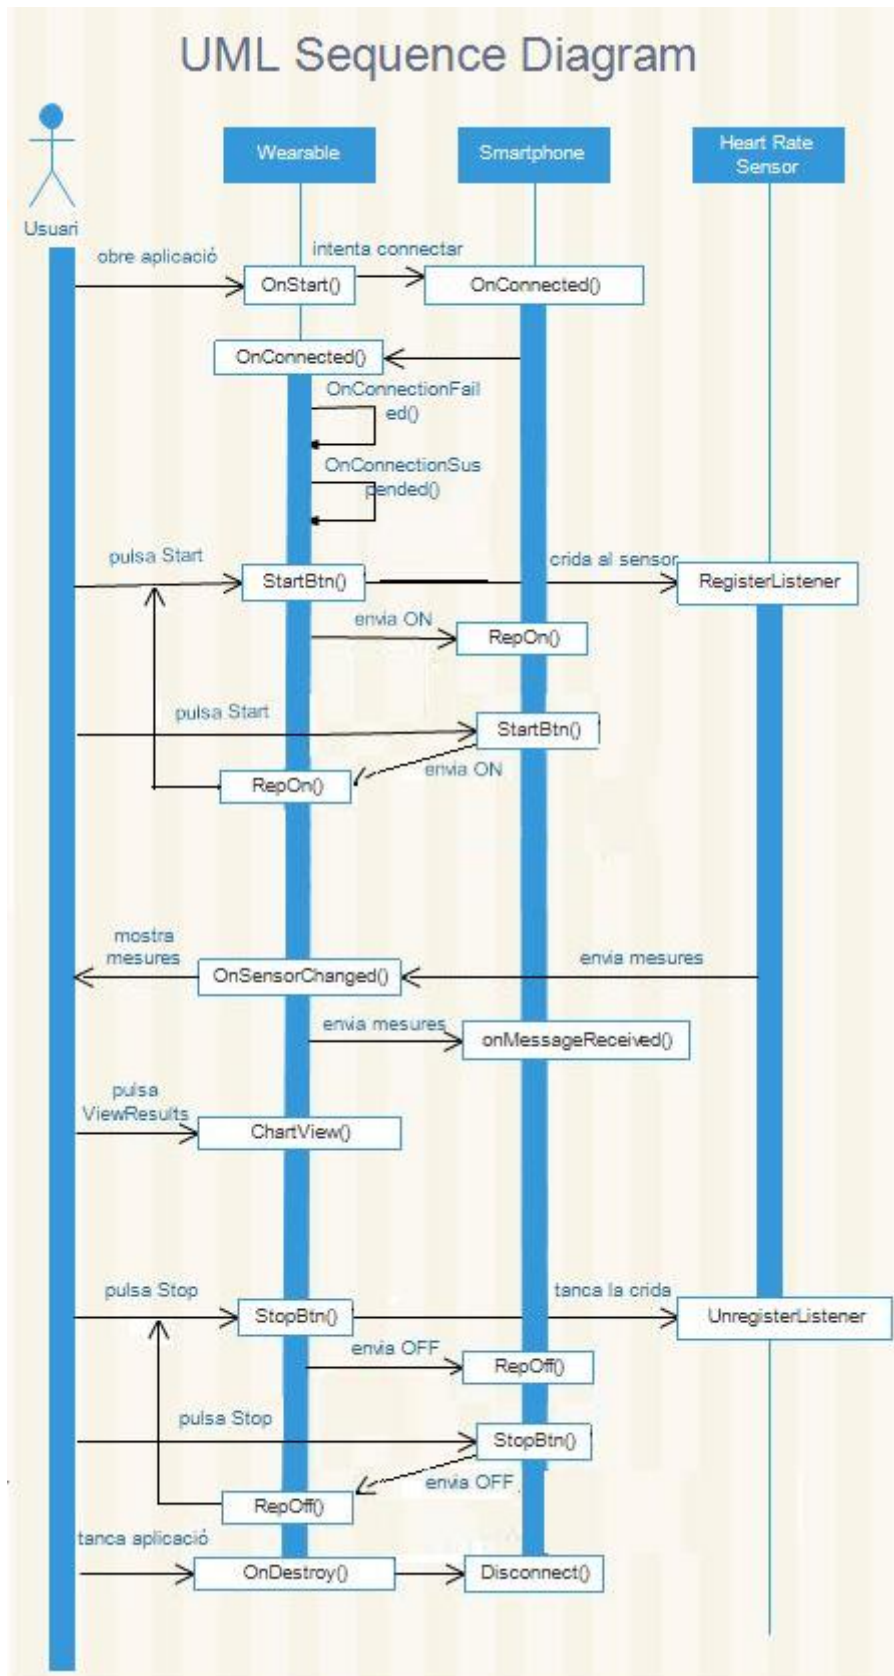 UML Sequence Diagram
Wearable
Smartphone
Heart Rate
Sensor
Usuari
obre aplicació
intenta connectar
OnStart()
OnConnected()
OnConnected()
OnConnectionFail
ed()
OnConnectionSus
pended()
pulsa Start
StartBtn()
crida al sensor
RegisterListener
envia ON
RepOn()
pulsa Start
StartBtn()
envia ON
RepOn()
mostra
mesures
OnSensorChanged()
envia mesures
envia mesures
onMessageReceived()
pulsa
ViewResults
ChartView()
pulsa Stop
StopBtn()
tanca la crida
UnregisterListener
envia OFF
RepOff()
pulsa Stop
StopBtn()
envia OFF
RepOff()
tanca aplicació
OnDestroy()
Disconnect()